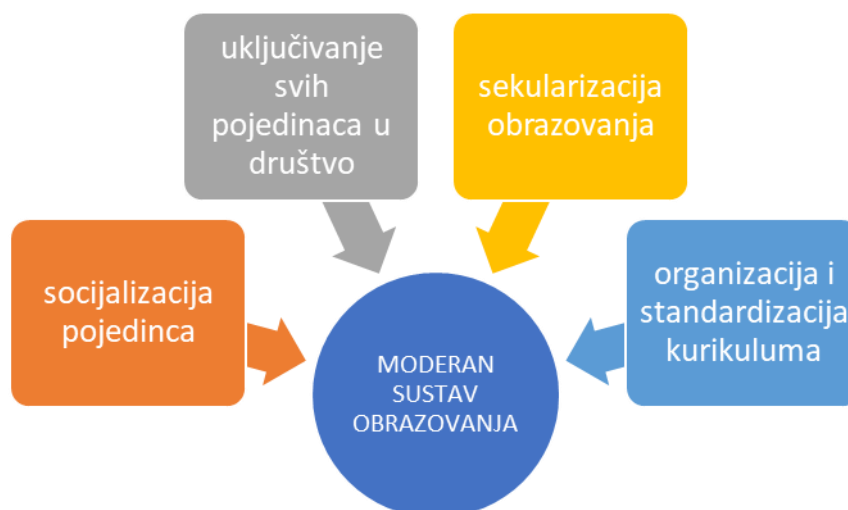 uključivanje
svih
pojedinaca u
društvo
sekularizacija
obrazovanja
socijalizacija
pojedinca
organizacija i
standardizacija
kurikuluma
MODERAN
SUSTAV
OBRAZOVANJA